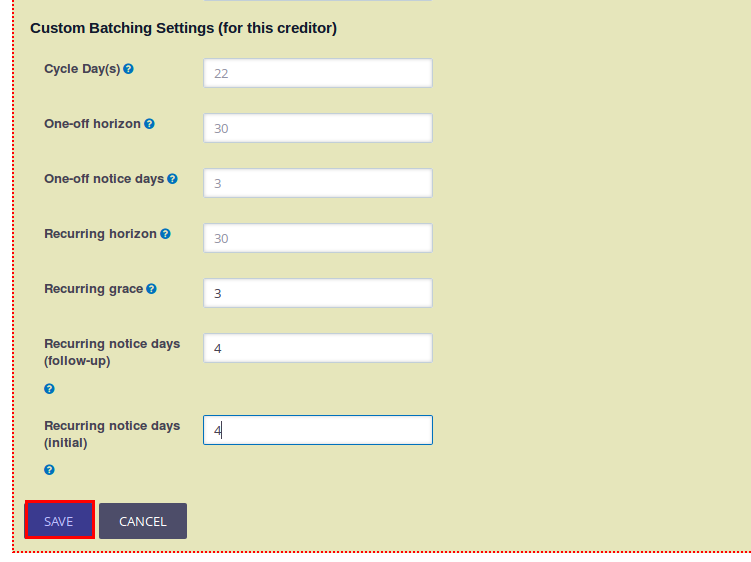 Custom Batching Settings (for this creditor)
Cycle Day(s) ?
22
One-off horizon ?
30
One-off notice days ?
3
Recurring horizon ?
30
Recurring grace ?
3
Recurring notice days
(follow-up)
?
4
Recurring notice days
(initial)
?
4
SAVE CANCEL